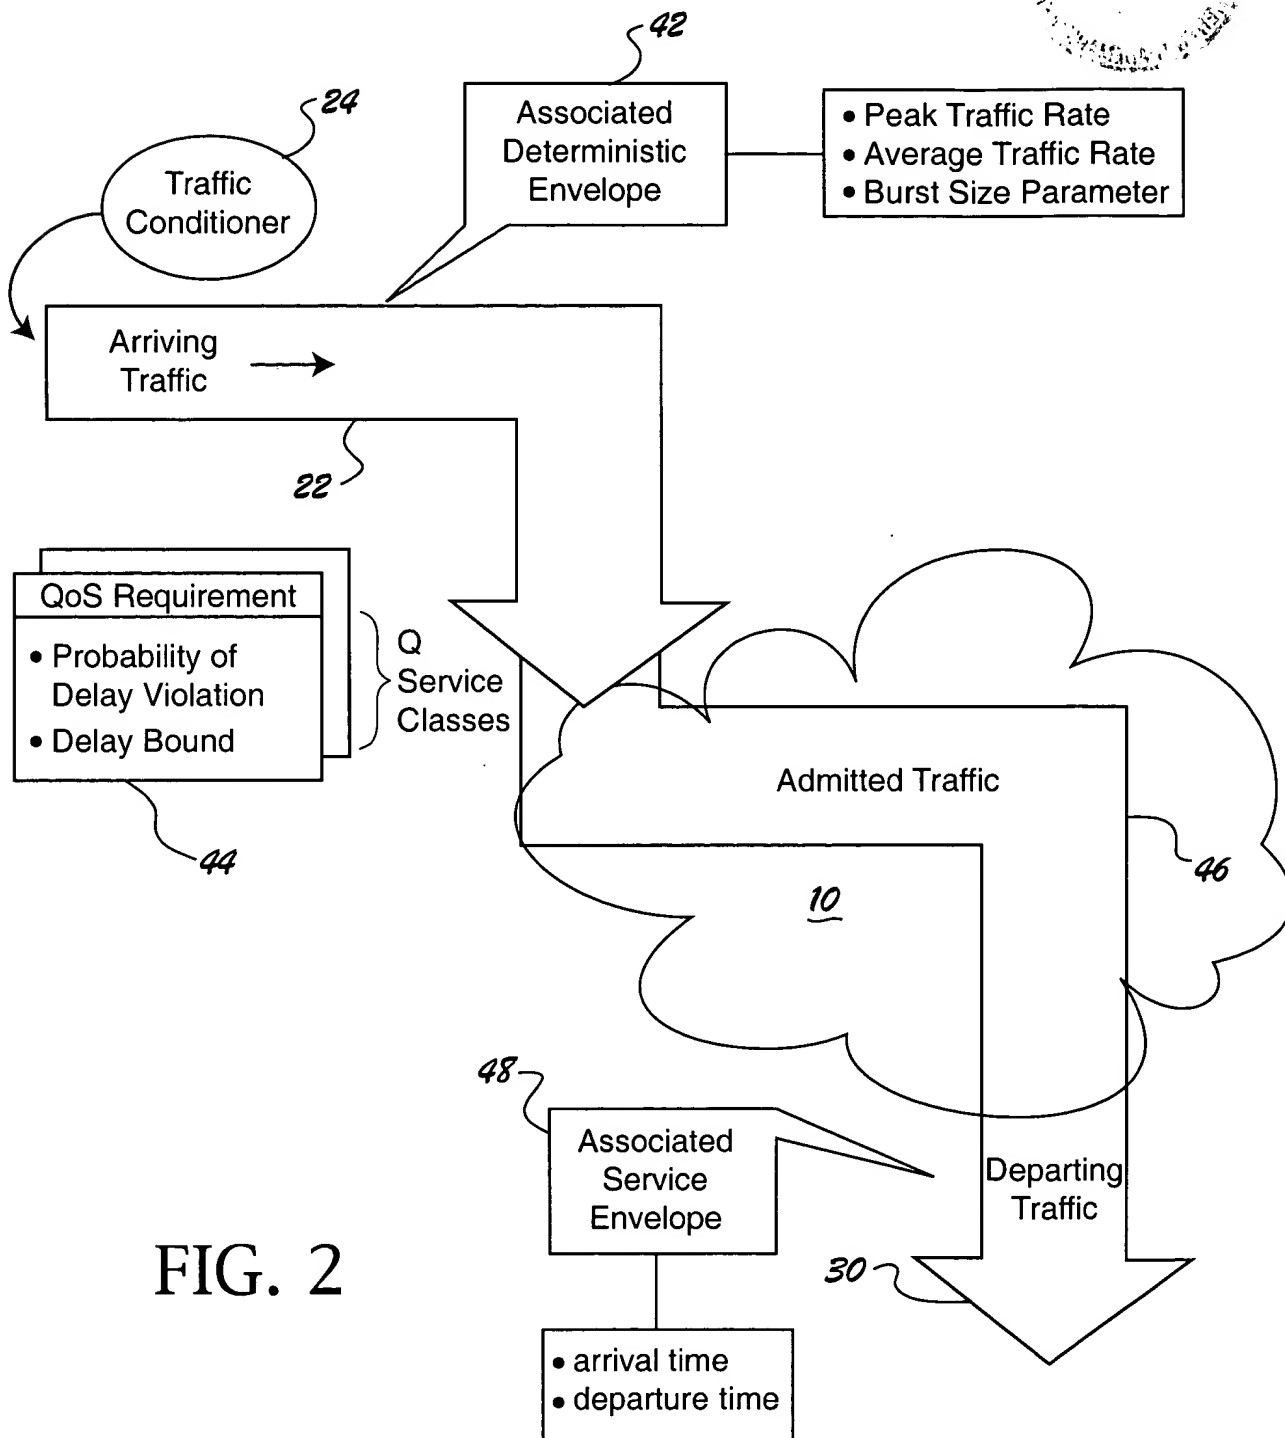 42
24
Associated
Deterministic
Envelope
• Peak Traffic Rate
• Average Traffic Rate
• Burst Size Parameter
Traffic
Conditioner
Arriving
Traffic
22
QoS Requirement
• Probability of
Delay Violation
• Delay Bound
Q
Service
Classes
44
Admitted Traffic
46
10
48
Associated
Service
Envelope
Departing
Traffic
30
• arrival time
• departure time
FIG. 2